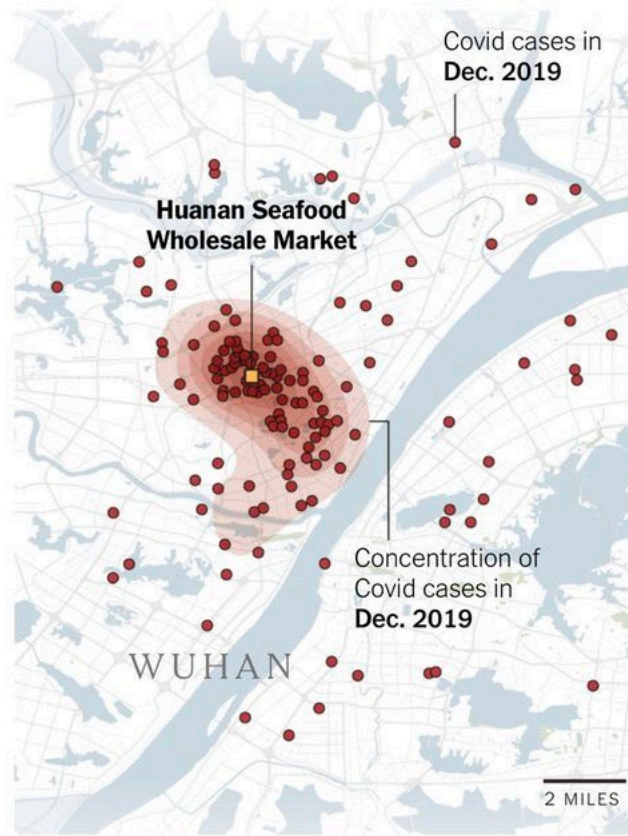 Covid cases in
Dec. 2019
Huanan Seafood
Wholesale Market
Concentration of
Covid cases in
Dec. 2019
WUHAN
2 MILES